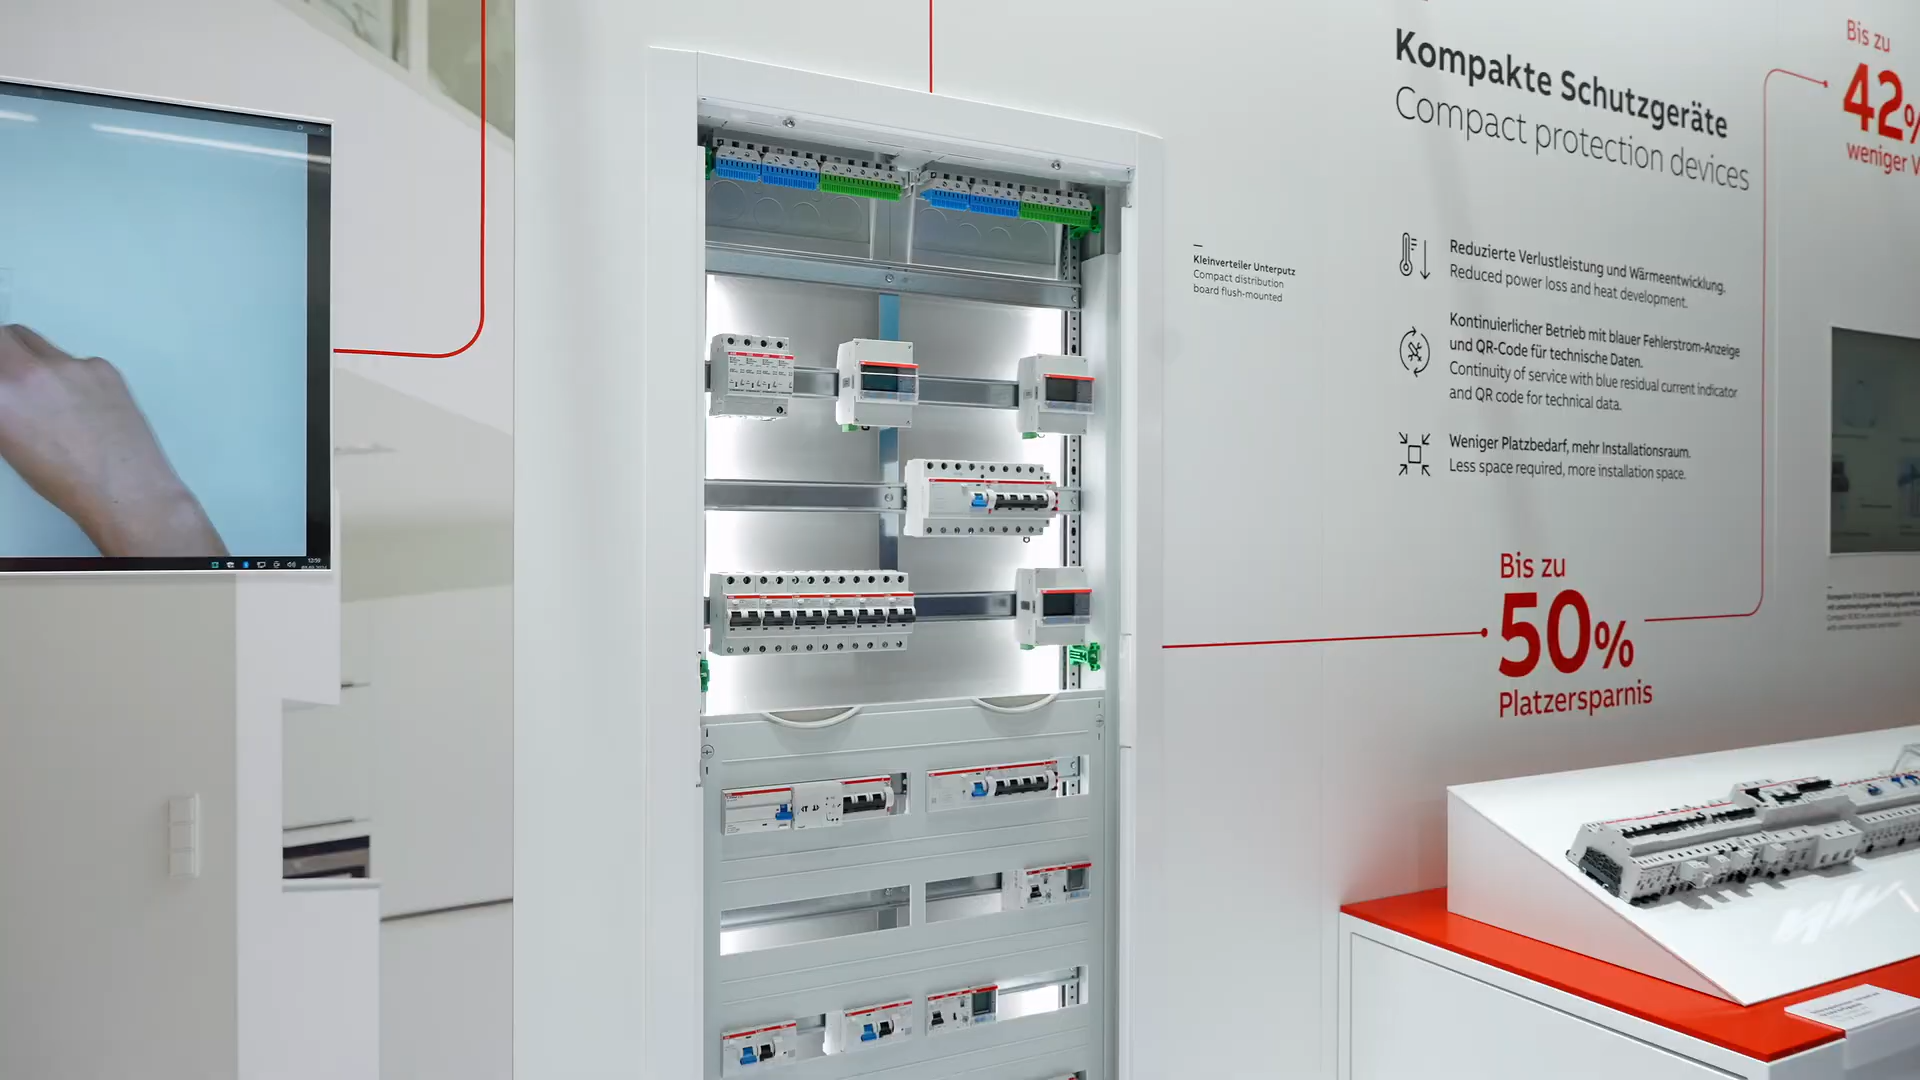 Kompakte Schutzgeräte
Compact protection devices
Bis zu
42%
weniger
Kleinverteiler Unterputz
Compact distribution
board flush-mounted
Reduzierte Verlustleistung und Wärmeentwicklung.
Reduced power loss and heat development.
Kontinuierlicher Betrieb mit blauer Fehlerstrom-Anzeige
und QR-Code für technische Daten.
Continuity of service with blue residual current indicator
and QR code for technical data.
Weniger Platzbedarf, mehr Installationsraum.
Less space required, more installation space.
Bis zu
50%
Platzersparnis